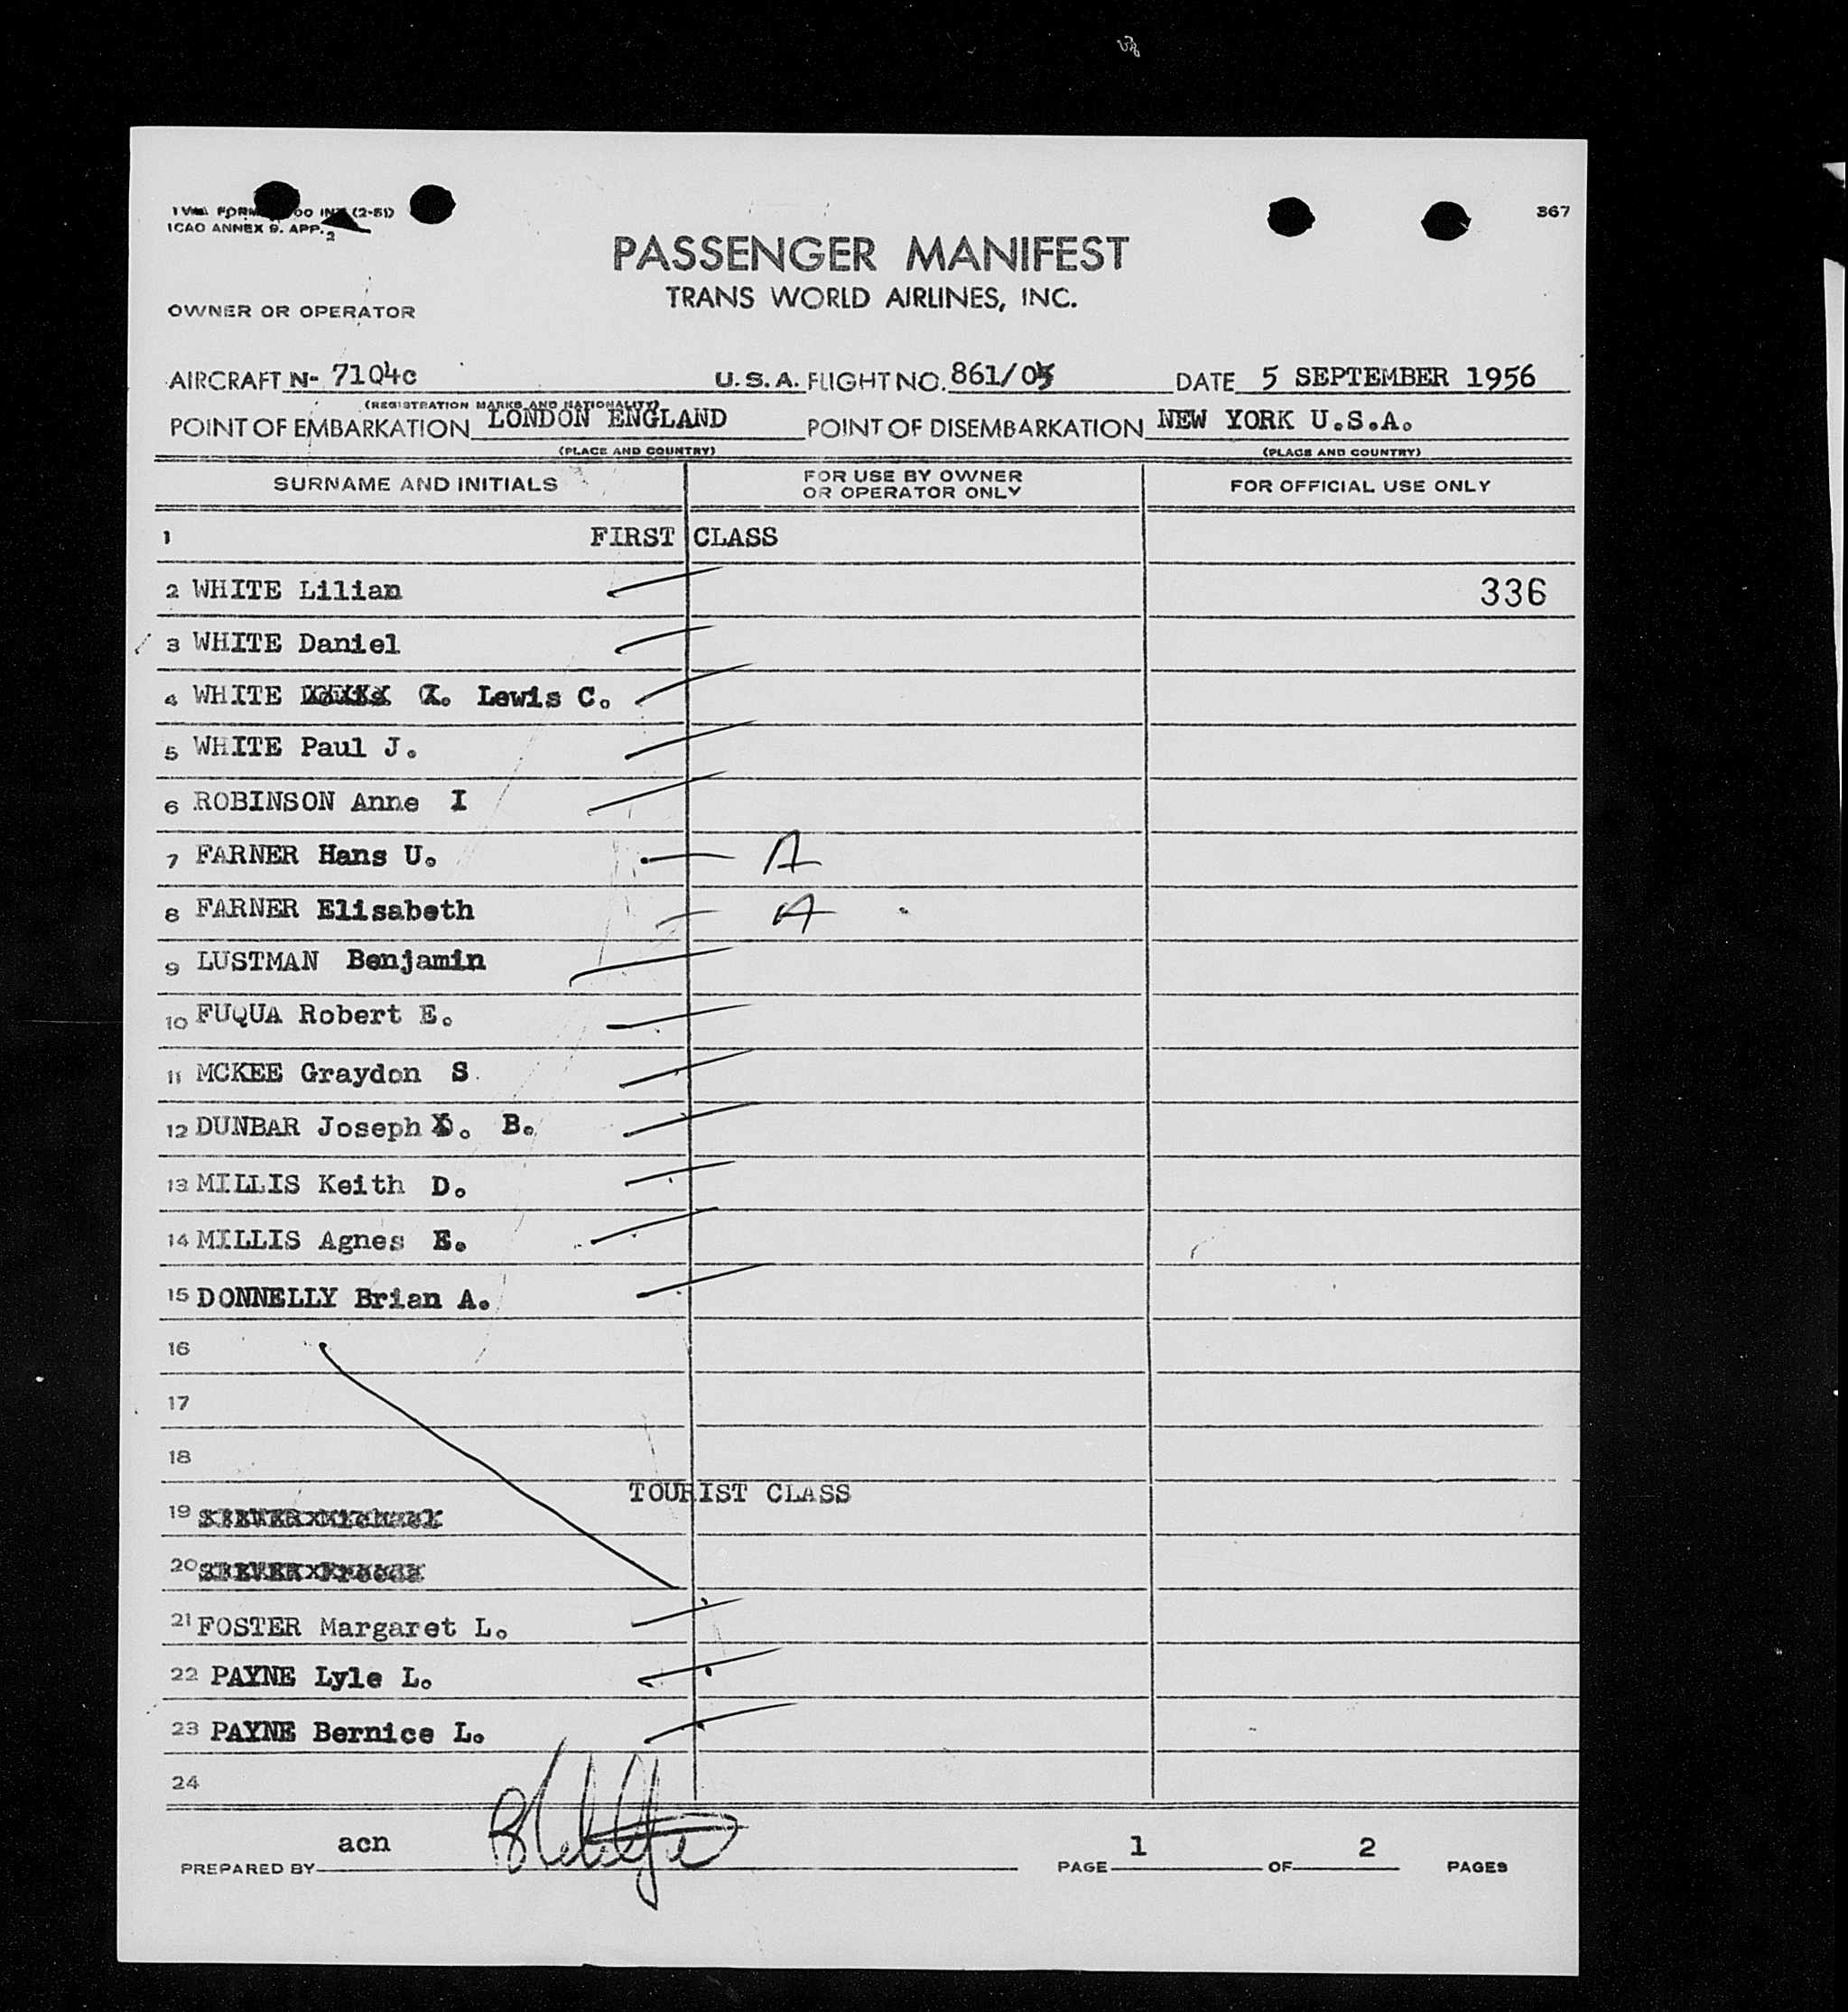 367
TWA FORM OO INT (2-51)
ICAO ANNEX 9. APP. 2
PASSENGER MANIFEST
TRANS WORLD AIRLINES, INC.
OWNER OR OPERATOR
AIRCRAFT N- 7104c U.S.A. FLIGHT NO. 861/05 DATE 5 SEPTEMBER 1956
(REGISTRATION MARKS AND NATIONALITY)
POINT OF EMBARKATION LONDON ENGLAND POINT OF DISEMBARKATION NEW YORK U.S.A.
(PLACE AND COUNTRY) (PLACE AND COUNTRY)
SURNAME AND INITIALS FOR USE BY OWNER OR OPERATOR ONLY FOR OFFICIAL USE ONLY
1 FIRST CLASS
2 WHITE Lilian 336
3 WHITE Daniel
4 WHITE Lewis C.
5 WHITE Paul J.
6 ROBINSON Anne I
7 FARNER Hans U. A
8 FARNER Elisabeth A
9 LUSTMAN Benjamin
10 FUQUA Robert E.
11 MCKEE Graydon S
12 DUNBAR Joseph B.
13 MILLIS Keith D.
14 MILLIS Agnes E.
15 DONNELLY Brian A.
16
17
18
TOURIST CLASS
19
20
21 FOSTER Margaret L.
22 PAYNE Lyle L.
23 PAYNE Bernice L.
24
PREPARED BY acn PAGE 1 OF 2 PAGES